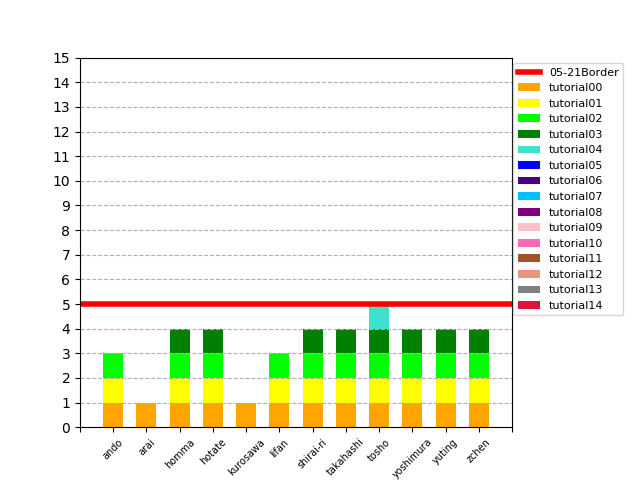 15
14
13
12
11
10
9
8
7
6
5
4
3
2
1
0
ando
arai
homma
hotate
kurosawa
lifan
shirai-ri
takahashi
tosho
yoshimura
yuting
zchen
05-21Border
tutorial00
tutorial01
tutorial02
tutorial03
tutorial04
tutorial05
tutorial06
tutorial07
tutorial08
tutorial09
tutorial10
tutorial11
tutorial12
tutorial13
tutorial14